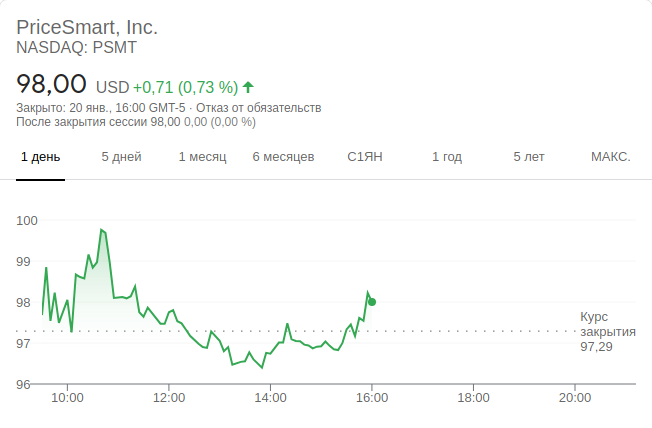 PriceSmart, Inc.
NASDAQ: PSMT
98,00 USD +0,71 (0,73 %)
Закрыто: 20 янв., 16:00 GMT-5 · Отказ от обязательств
После закрытия сессии 98,00 0,00 (0,00 %)
1 день 5 дней 1 месяц 6 месяцев С1ЯН 1 год 5 лет МАКС.
100
99
98
97
96
Курс
закрытия
97,29
10:00 12:00 14:00 16:00 18:00 20:00